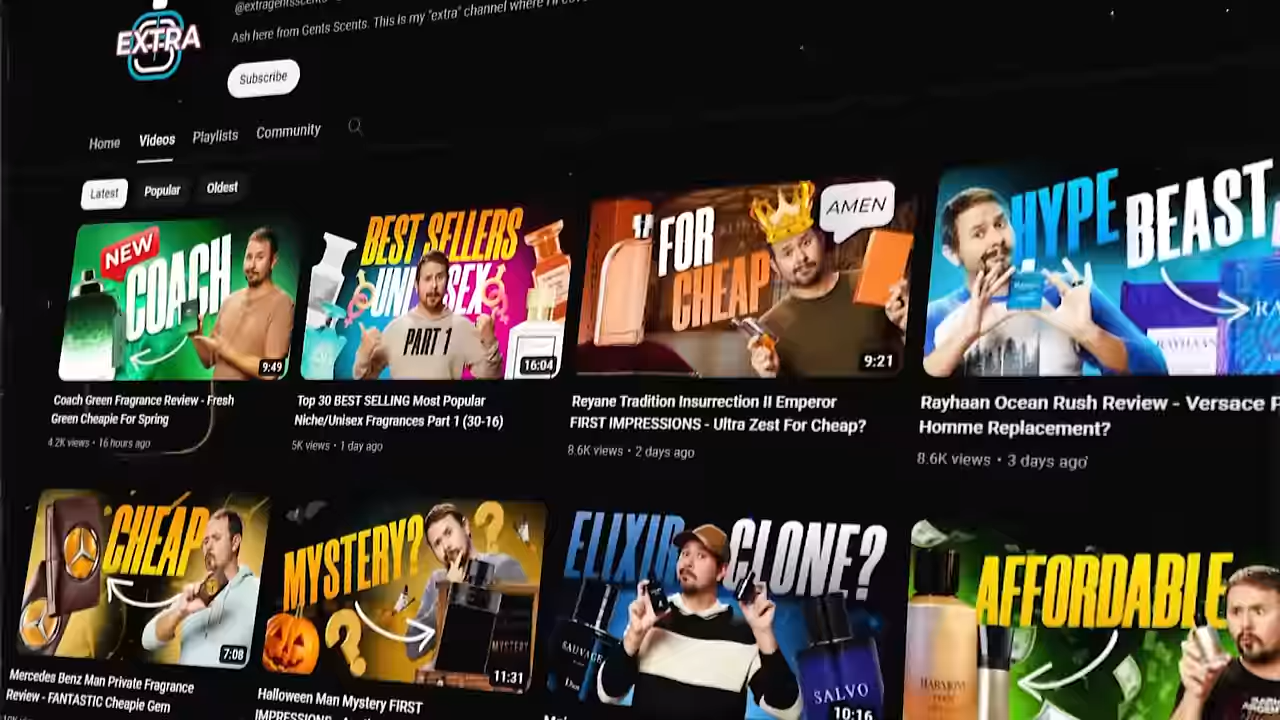 EXTRA
Ash here from Gents Scents. This is my "extra" channel where
Subscribe
Home Videos Playlists Community
Latest Popular Oldest
NEW
COACH
9:49
Coach Green Fragrance Review - Fresh
Green Cheapie For Spring
4.2K views • 16 hours ago
BEST SELLERS
PART 1
16:04
Top 30 BEST SELLING Most Popular
Niche/Unisex Fragrances Part 1 (30-16)
5K views • 1 day ago
FOR
CHEAP
AMEN
9:21
Reyane Tradition Insurrection II Emperor
FIRST IMPRESSIONS - Ultra Zest For Cheap?
8.6K views • 2 days ago
HYPE BEAST
RAYHAAN
Rayhaan Ocean Rush Review - Versace P
Homme Replacement?
8.6K views • 3 days ago
CHEAP
7:08
Mercedes Benz Man Private Fragrance
Review - FANTASTIC Cheapie Gem
MYSTERY?
MYSTERY
11:31
Halloween Man Mystery FIRST
ELIXIR CLONE?
SAUVAGE
Dior
SALVO
10:16
AFFORDABLE
HARMONY